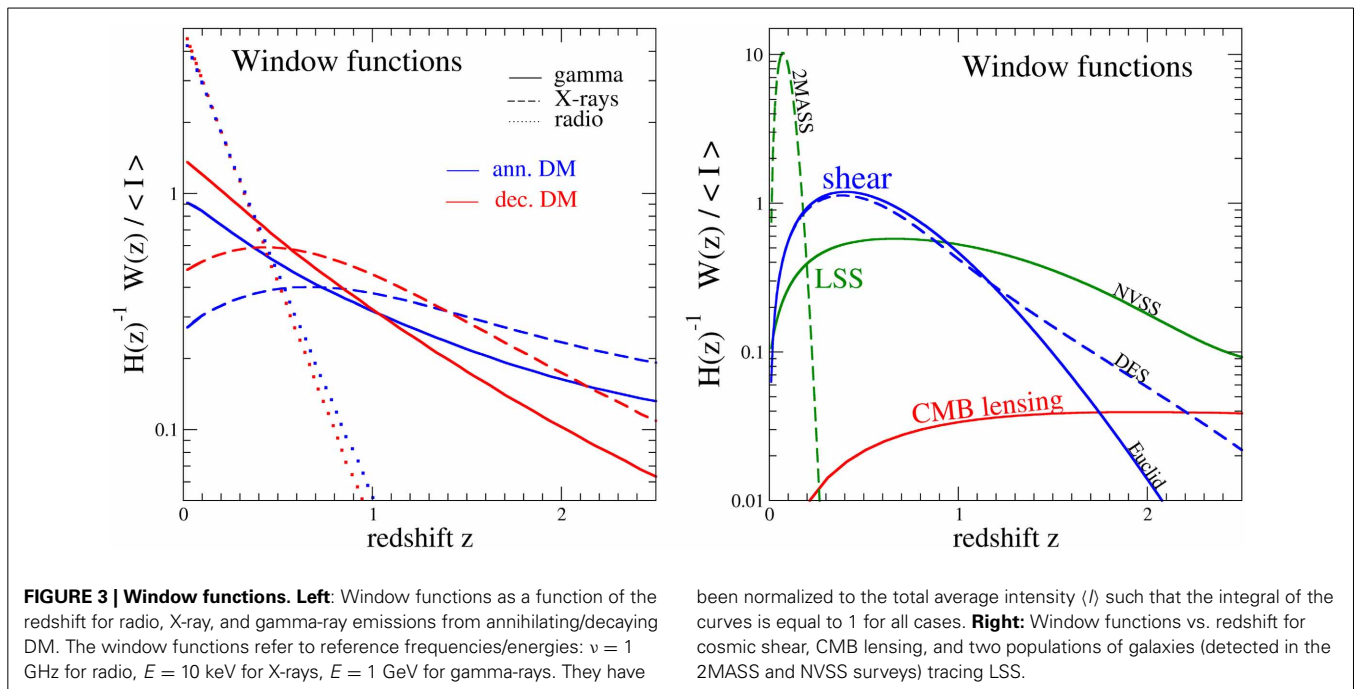 Window functions
gamma
X-rays
radio
ann. DM
dec. DM
H(z)⁻¹ W(z) / < I >
1
0.1
0
1
2
redshift z
Window functions
2MASS
shear
LSS
NVSS
DES
CMB lensing
Euclid
H(z)⁻¹ W(z) / < I >
10
1
0.1
0.01
0
1
2
redshift z
FIGURE 3 | Window functions. Left: Window functions as a function of the
redshift for radio, X-ray, and gamma-ray emissions from annihilating/decaying
DM. The window functions refer to reference frequencies/energies: ν = 1
GHz for radio, E = 10 keV for X-rays, E = 1 GeV for gamma-rays. They have
been normalized to the total average intensity ⟨I⟩ such that the integral of the
curves is equal to 1 for all cases. Right: Window functions vs. redshift for
cosmic shear, CMB lensing, and two populations of galaxies (detected in the
2MASS and NVSS surveys) tracing LSS.